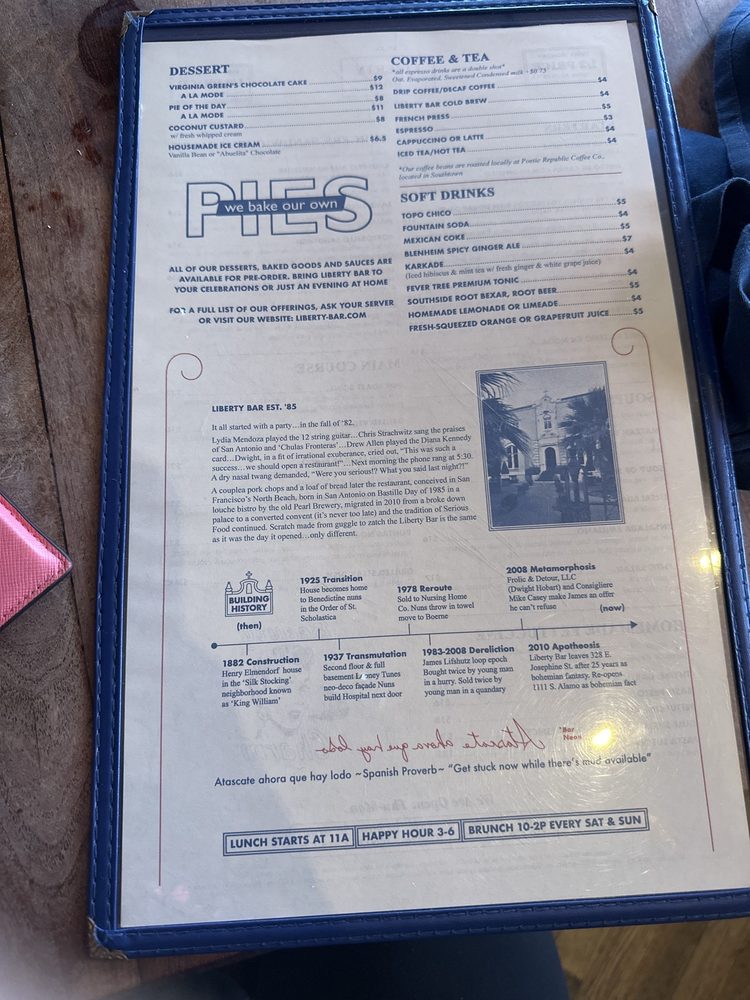 DESSERT
VIRGINIA GREEN'S CHOCOLATE CAKE $9
A LA MODE $12
PIE OF THE DAY $8
A LA MODE $11
COCONUT CUSTARD $8
w/ fresh whipped cream
HOUSEMADE ICE CREAM $6.5
Vanilla Bean or "Abuelita" Chocolate
PIES
we bake our own
ALL OF OUR DESSERTS, BAKED GOODS AND SAUCES ARE
AVAILABLE FOR PRE-ORDER. BRING LIBERTY BAR TO
YOUR CELEBRATIONS OR JUST AN EVENING AT HOME
FOR A FULL LIST OF OUR OFFERINGS, ASK YOUR SERVER
OR VISIT OUR WEBSITE: LIBERTY-BAR.COM
COFFEE & TEA
*all espresso drinks are a double shot*
Oat, Evaporated, Sweetened Condensed milk - $0.75
DRIP COFFEE/DECAF COFFEE $4
LIBERTY BAR COLD BREW $4
FRENCH PRESS $5
ESPRESSO $3
CAPPUCCINO OR LATTE $4
ICED TEA/HOT TEA $4
*Our coffee beans are roasted locally at Poetic Republic Coffee Co.,
located in Southtown
SOFT DRINKS
TOPO CHICO $5
FOUNTAIN SODA $4
MEXICAN COKE $5
BLENHEIM SPICY GINGER ALE $7
KARKADE $4
(Iced hibiscus & mint tea w/ fresh ginger & white grape juice)
FEVER TREE PREMIUM TONIC $4
SOUTHSIDE ROOT BEXAR, ROOT BEER $5
HOMEMADE LEMONADE OR LIMEADE $4
FRESH-SQUEEZED ORANGE OR GRAPEFRUIT JUICE $5
LIBERTY BAR EST. '85
It all started with a party…in the fall of '82.
Lydia Mendoza played the 12 string guitar…Chris Strachwitz sang the praises
of San Antonio and 'Chulas Fronteras'…Drew Allen played the Diana Kennedy
card…Dwight, in a fit of irrational exuberance, cried out, "This was such a
success…we should open a restaurant!"…Next morning the phone rang at 5:30.
A dry nasal twang demanded, "Were you serious!? What you said last night?!"
A couplea pork chops and a loaf of bread later the restaurant, conceived in San
Francisco's North Beach, born in San Antonio on Bastille Day of 1985 in a
louche bistro by the old Pearl Brewery, migrated in 2010 from a broke down
palace to a converted convent (it's never too late) and the tradition of Serious
Food continued. Scratch made from guggle to zatch the Liberty Bar is the same
as it was the day it opened…only different.
BUILDING
HISTORY
(then)
1925 Transition
House becomes home
to Benedictine nuns
in the Order of St.
Scholastica
1978 Reroute
Sold to Nursing Home
Co. Nuns throw in towel
move to Boerne
2008 Metamorphosis
Frolic & Detour, LLC
(Dwight Hobart) and Consigliere
Mike Casey make James an offer
he can't refuse
(now)
1882 Construction
Henry Elmendorf house
in the 'Silk Stocking'
neighborhood known
as 'King William'
1937 Transmutation
Second floor & full
basement Looney Tunes
neo-deco façade Nuns
build Hospital next door
1983-2008 Dereliction
James Lifshutz loop epoch
Bought twice by young man
in a hurry. Sold twice by
young man in a quandary
2010 Apotheosis
Liberty Bar leaves 328 E.
Josephine St. after 25 years as
bohemian fantasy. Re-opens
1111 S. Alamo as bohemian fact
Atascate ahora que hay lodo
*Bar
Neon
Atascate ahora que hay lodo ~Spanish Proverb~ "Get stuck now while there's mud available"
LUNCH STARTS AT 11A
HAPPY HOUR 3-6
BRUNCH 10-2P EVERY SAT & SUN